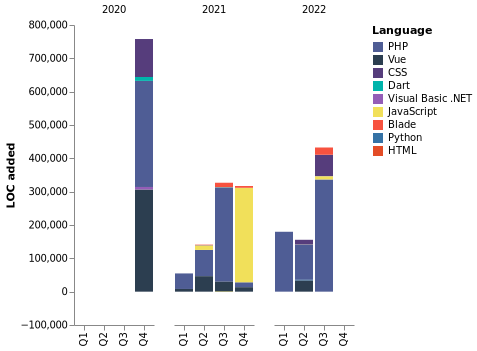 2020 2021 2022
Language
PHP
Vue
CSS
Dart
Visual Basic .NET
JavaScript
Blade
Python
HTML
LOC added
800,000
700,000
600,000
500,000
400,000
300,000
200,000
100,000
0
−100,000
Q1 Q2 Q3 Q4 Q1 Q2 Q3 Q4 Q1 Q2 Q3 Q4